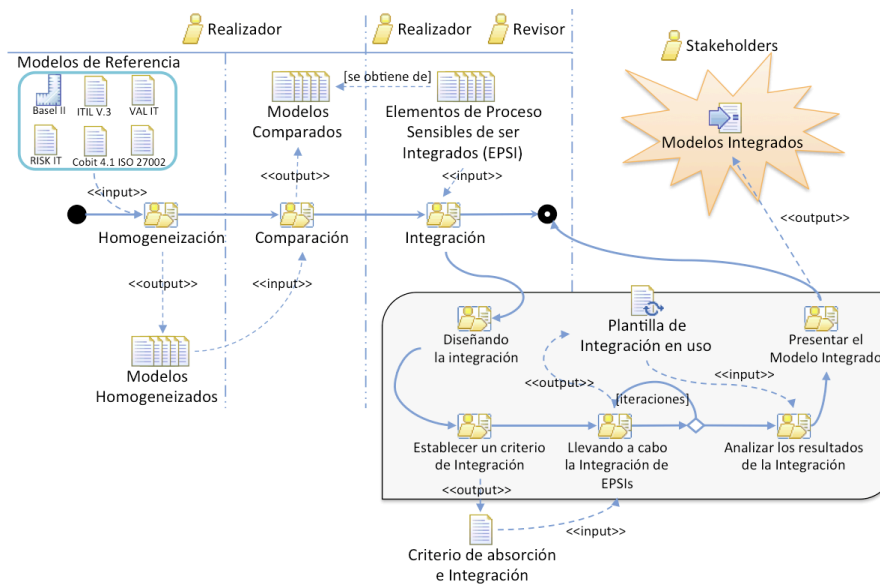 Realizador
Realizador
Revisor
Stakeholders
Modelos de Referencia
Basel II
ITIL V.3
VAL IT
RISK IT
Cobit 4.1
ISO 27002
[se obtiene de]
Modelos
Comparados
Elementos de Proceso
Sensibles de ser
Integrados (EPSI)
Modelos Integrados
<<input>>
<<output>>
<<input>>
<<output>>
Homogeneización
Comparación
Integración
<<output>>
<<input>>
Modelos
Homogeneizados
Diseñando
la integración
Plantilla de
Integración en uso
Presentar el
Modelo Integrado
<<output>>
<<input>>
[iteraciones]
Establecer un criterio
de Integración
Llevando a cabo
la Integración de
EPSIs
Analizar los resultados
de la Integración
<<output>>
<<input>>
Criterio de absorción
e Integración